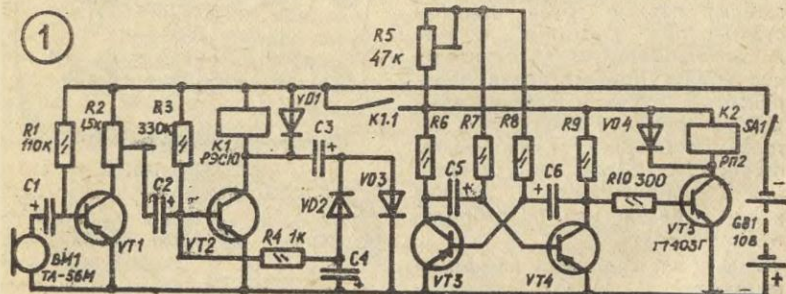 1
R5
47к
R1
110к
R2
1,5к
R3
330к
K1
РЭС10
VD1
C3
K1.1
R6
R7
R8
R9
VD4
K2
РП2
SA1
C1
C2
C5
C6
VD2
VD3
R10 300
VT1
VT2
R4 1к
C4
VT3
VT4
VT5
ГТ403Г
GB1
10В
BM1
ТА-56М